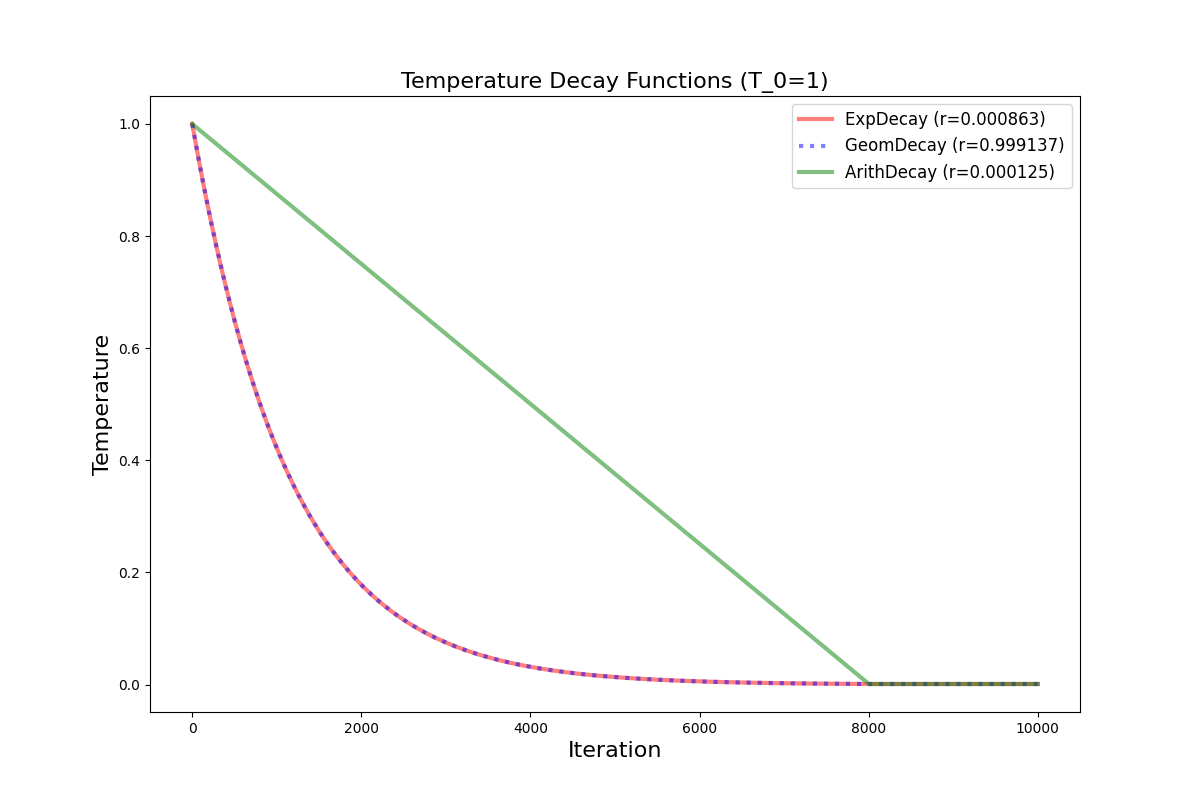 Temperature Decay Functions (T_0=1)
ExpDecay (r=0.000863)
GeomDecay (r=0.999137)
ArithDecay (r=0.000125)
Temperature
1.0
0.8
0.6
0.4
0.2
0.0
0 2000 4000 6000 8000 10000
Iteration